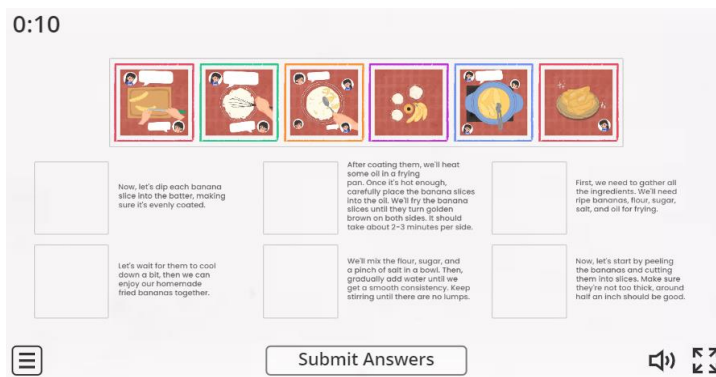 0:10
Now, let's dip each banana
slice into the batter, making
sure it's evenly coated.
After coating them, we'll heat
some oil in a frying
pan. Once it's hot enough,
carefully place the banana slices
into the oil. We'll fry the banana
slices until they turn golden
brown on both sides. It should
take about 2-3 minutes per side.
First, we need to gather all
the ingredients. We'll need
ripe bananas, flour, sugar,
salt, and oil for frying.
Let's wait for them to cool
down a bit, then we can
enjoy our homemade
fried bananas together.
We'll mix the flour, sugar, and
a pinch of salt in a bowl. Then,
gradually add water until we
get a smooth consistency. Keep
stirring until there are no lumps.
Now, let's start by peeling
the bananas and cutting
them into slices. Make sure
they're not too thick, around
half an inch should be good.
Submit Answers